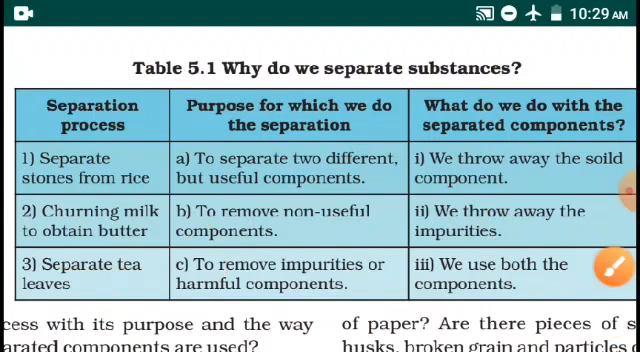 10:29 AM
Table 5.1 Why do we separate substances?
Separation process
Purpose for which we do the separation
What do we do with the separated components?
1) Separate stones from rice
a) To separate two different, but useful components.
i) We throw away the soild component.
2) Churning milk to obtain butter
b) To remove non-useful components.
ii) We throw away the impurities.
3) Separate tea leaves
c) To remove impurities or harmful components.
iii) We use both the components.
cess with its purpose and the way
arated components are used?
of paper? Are there pieces of s
husks, broken grain and particles